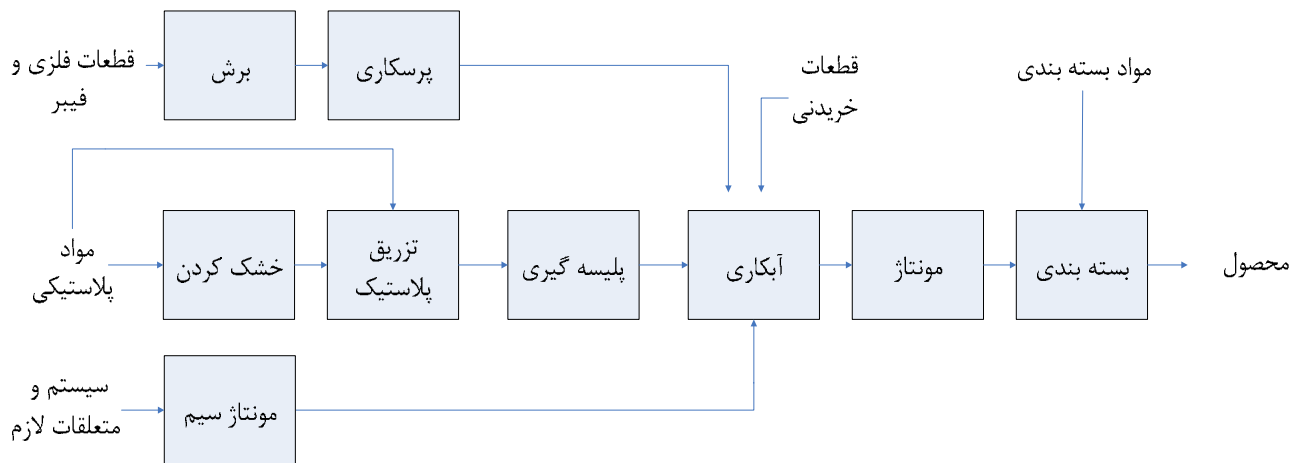 قطعات فلزی و
فیبر
برش
پرسکاری
قطعات
خریدنی
مواد بسته بندی
مواد
پلاستیکی
خشک کردن
تزریق
پلاستیک
پلیسه گیری
آبکاری
مونتاژ
بسته بندی
محصول
سیستم و
متعلقات لازم
مونتاژ سیم